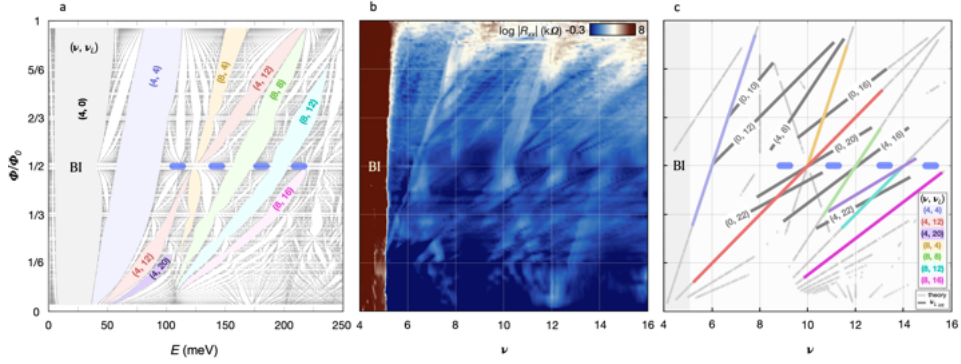 a
1
5/6
2/3
1/2
1/3
1/6
0
Φ/Φ₀
(ν, ν_L)
(4, 0)
BI
(4, 4)
(8, 4)
(4, 12)
(8, 8)
(8, 12)
(8, 16)
(4, 12)
(4, 20)
0 50 100 150 200 250
E (meV)
b
log |Rxx| (kΩ) -0.3 8
BI
4 6 8 10 12 14 16
ν
c
BI
(0, 10)
(0, 12)
(4, 8)
(0, 16)
(0, 20)
(4, 16)
(0, 22)
(4, 22)
(ν, ν_L)
(4, 4)
(4, 12)
(4, 20)
(8, 4)
(8, 8)
(8, 12)
(8, 16)
theory
4 6 8 10 12 14 16
ν